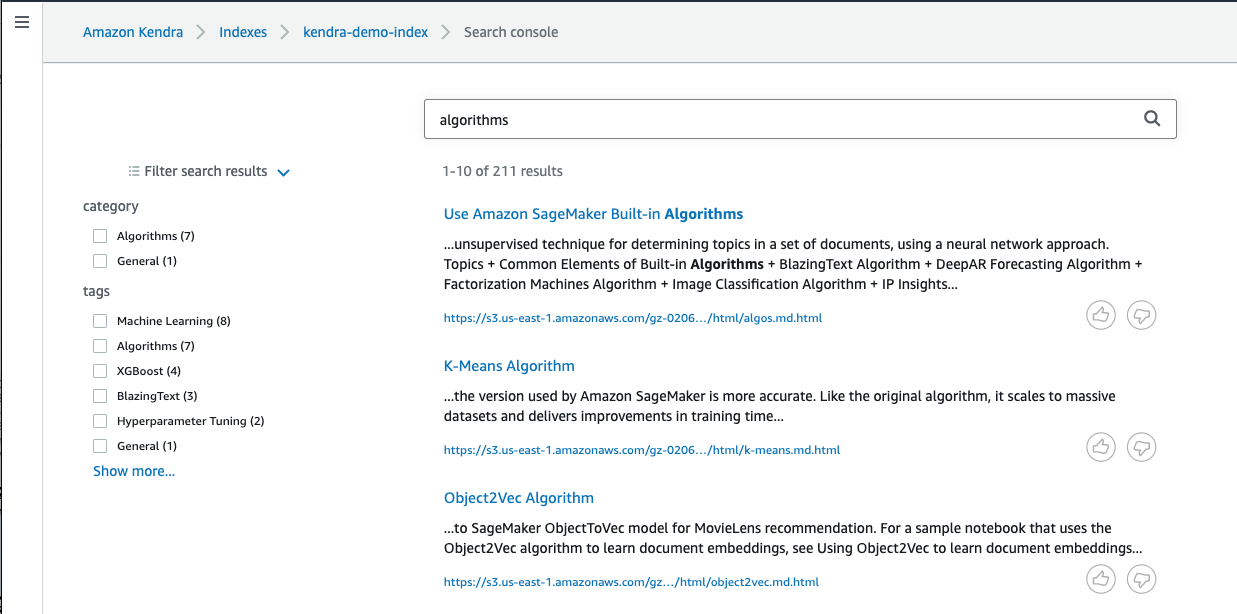 Amazon Kendra > Indexes > kendra-demo-index > Search console
algorithms
Filter search results
1-10 of 211 results
category
Algorithms (7)
General (1)
tags
Machine Learning (8)
Algorithms (7)
XGBoost (4)
BlazingText (3)
Hyperparameter Tuning (2)
General (1)
Show more...
Use Amazon SageMaker Built-in Algorithms
...unsupervised technique for determining topics in a set of documents, using a neural network approach.
Topics + Common Elements of Built-in Algorithms + BlazingText Algorithm + DeepAR Forecasting Algorithm +
Factorization Machines Algorithm + Image Classification Algorithm + IP Insights...
https://s3.us-east-1.amazonaws.com/gz-0206.../html/algos.md.html
K-Means Algorithm
...the version used by Amazon SageMaker is more accurate. Like the original algorithm, it scales to massive
datasets and delivers improvements in training time...
https://s3.us-east-1.amazonaws.com/gz-0206.../html/k-means.md.html
Object2Vec Algorithm
...to SageMaker ObjectToVec model for MovieLens recommendation. For a sample notebook that uses the
Object2Vec algorithm to learn document embeddings, see Using Object2Vec to learn document embeddings...
https://s3.us-east-1.amazonaws.com/gz.../html/object2vec.md.html